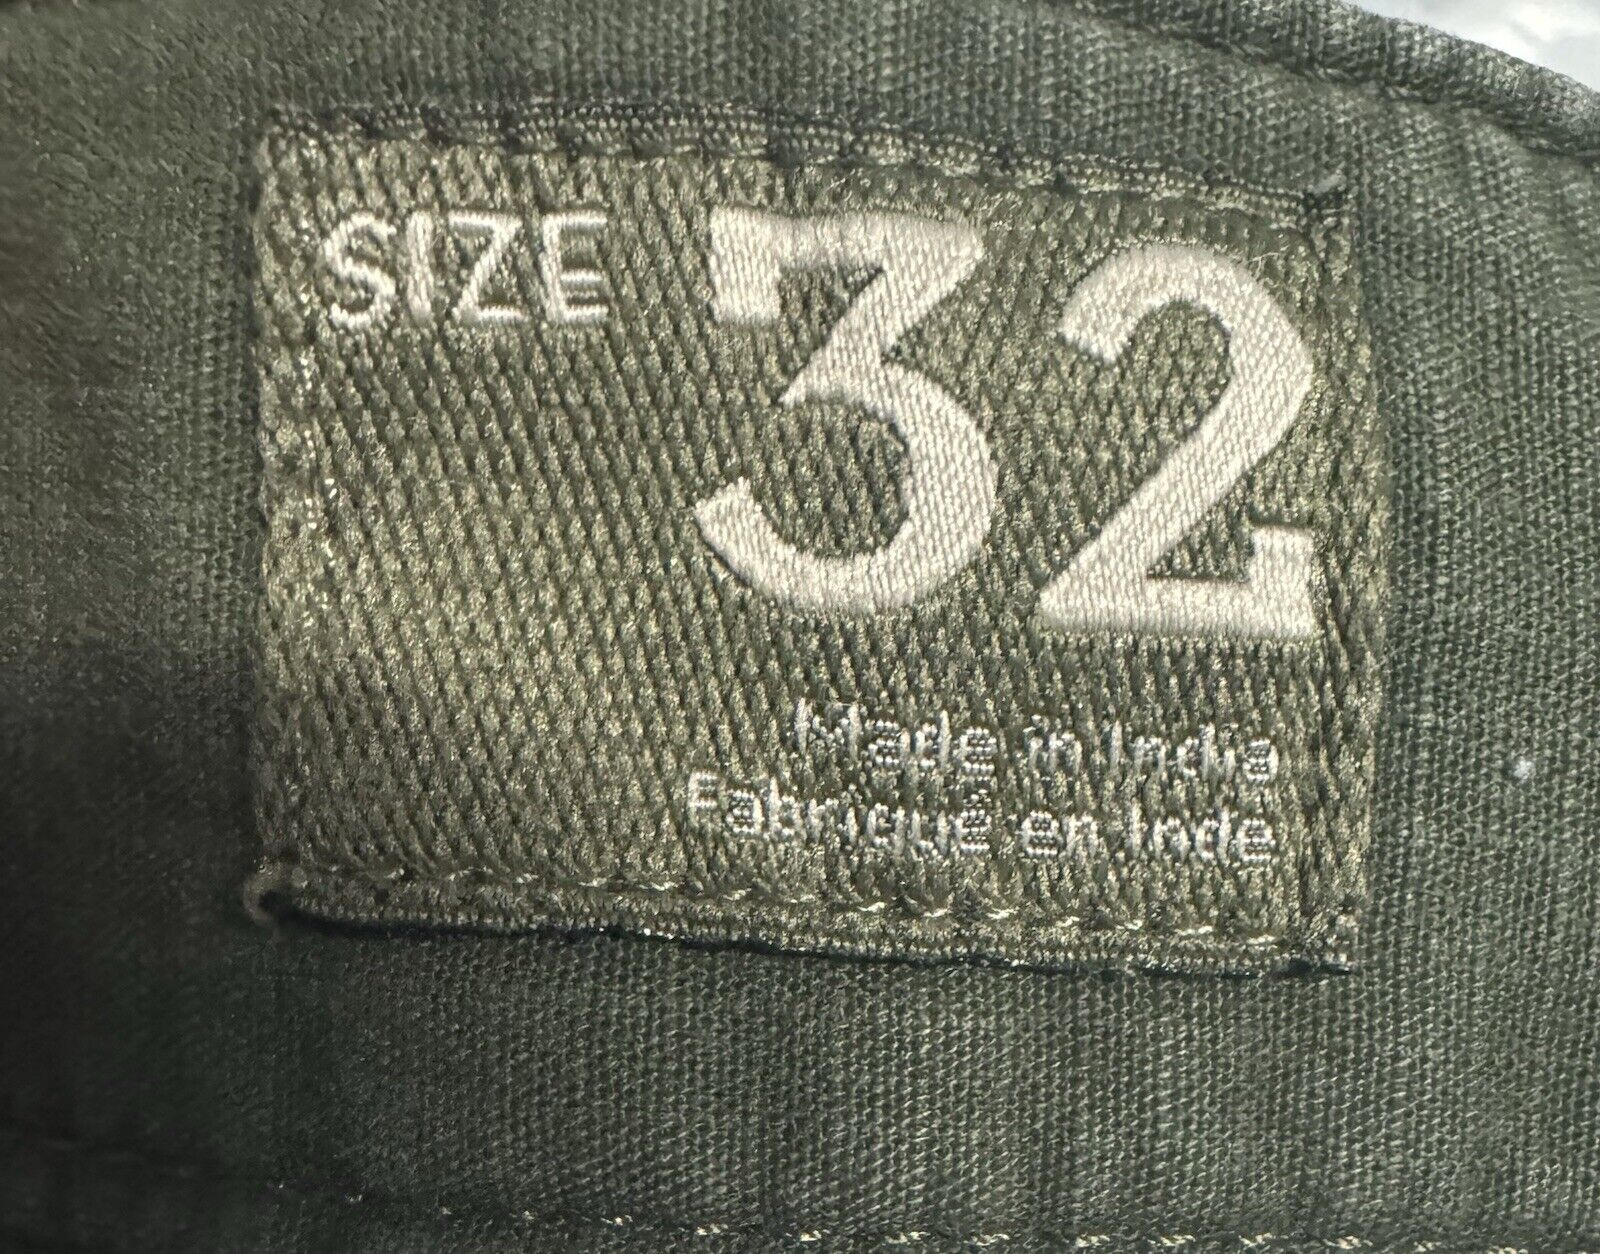 SIZE 32
Made in India
Fabriqué en Inde